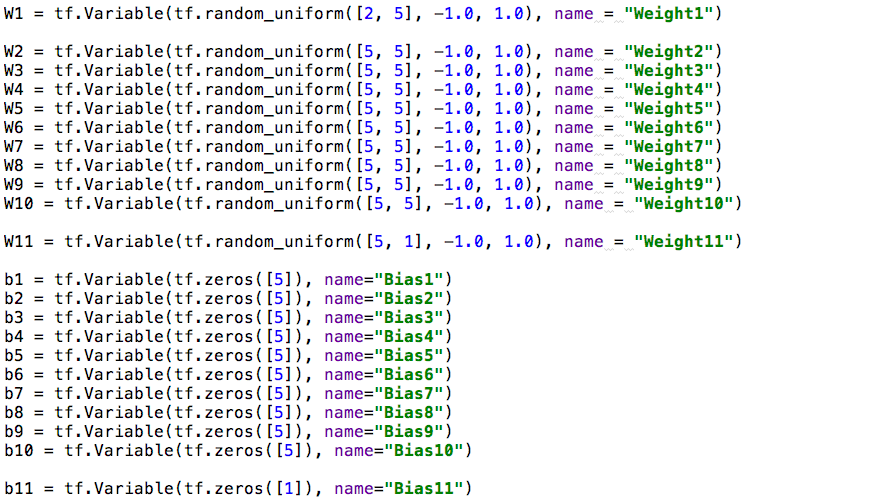 W1 = tf.Variable(tf.random_uniform([2, 5], -1.0, 1.0), name = "Weight1")
W2 = tf.Variable(tf.random_uniform([5, 5], -1.0, 1.0), name = "Weight2")
W3 = tf.Variable(tf.random_uniform([5, 5], -1.0, 1.0), name = "Weight3")
W4 = tf.Variable(tf.random_uniform([5, 5], -1.0, 1.0), name = "Weight4")
W5 = tf.Variable(tf.random_uniform([5, 5], -1.0, 1.0), name = "Weight5")
W6 = tf.Variable(tf.random_uniform([5, 5], -1.0, 1.0), name = "Weight6")
W7 = tf.Variable(tf.random_uniform([5, 5], -1.0, 1.0), name = "Weight7")
W8 = tf.Variable(tf.random_uniform([5, 5], -1.0, 1.0), name = "Weight8")
W9 = tf.Variable(tf.random_uniform([5, 5], -1.0, 1.0), name = "Weight9")
W10 = tf.Variable(tf.random_uniform([5, 5], -1.0, 1.0), name = "Weight10")
W11 = tf.Variable(tf.random_uniform([5, 1], -1.0, 1.0), name = "Weight11")
b1 = tf.Variable(tf.zeros([5]), name="Bias1")
b2 = tf.Variable(tf.zeros([5]), name="Bias2")
b3 = tf.Variable(tf.zeros([5]), name="Bias3")
b4 = tf.Variable(tf.zeros([5]), name="Bias4")
b5 = tf.Variable(tf.zeros([5]), name="Bias5")
b6 = tf.Variable(tf.zeros([5]), name="Bias6")
b7 = tf.Variable(tf.zeros([5]), name="Bias7")
b8 = tf.Variable(tf.zeros([5]), name="Bias8")
b9 = tf.Variable(tf.zeros([5]), name="Bias9")
b10 = tf.Variable(tf.zeros([5]), name="Bias10")
b11 = tf.Variable(tf.zeros([1]), name="Bias11")